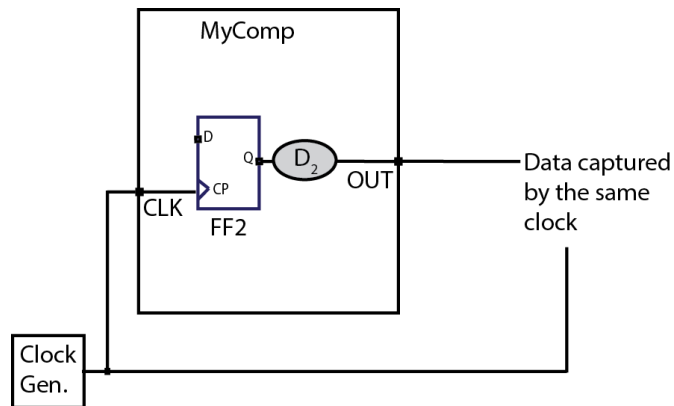 MyComp
D
Q
D2
OUT
CP
CLK
FF2
Data captured
by the same
clock
Clock
Gen.